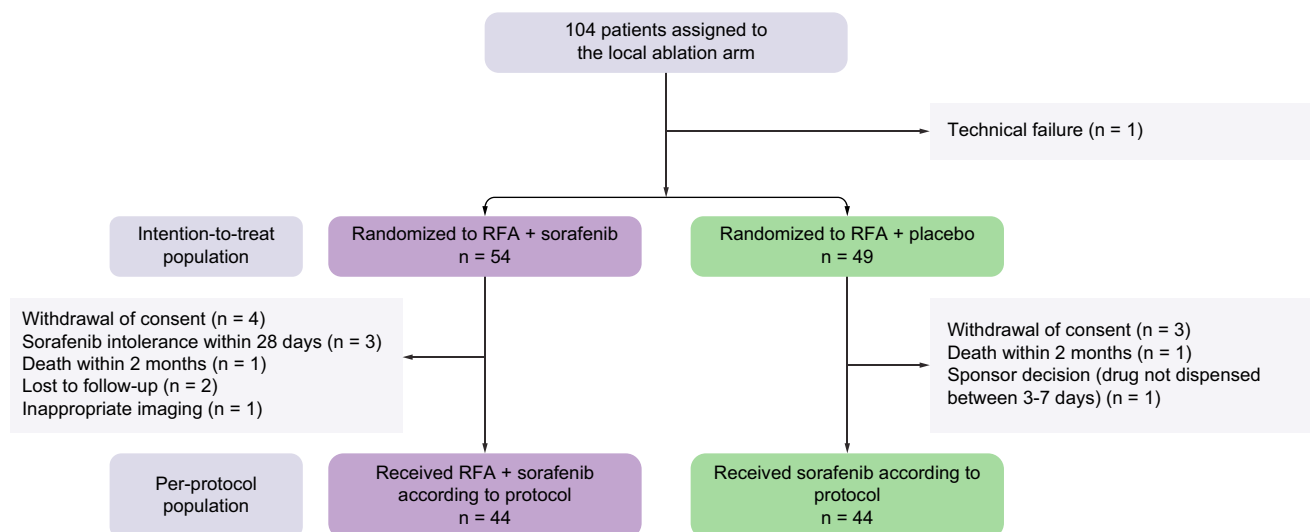 104 patients assigned to
the local ablation arm
Technical failure (n = 1)
Intention-to-treat
population
Randomized to RFA + sorafenib
n = 54
Randomized to RFA + placebo
n = 49
Withdrawal of consent (n = 4)
Sorafenib intolerance within 28 days (n = 3)
Death within 2 months (n = 1)
Lost to follow-up (n = 2)
Inappropriate imaging (n = 1)
Withdrawal of consent (n = 3)
Death within 2 months (n = 1)
Sponsor decision (drug not dispensed
between 3-7 days) (n = 1)
Per-protocol
population
Received RFA + sorafenib
according to protocol
n = 44
Received sorafenib according to
protocol
n = 44